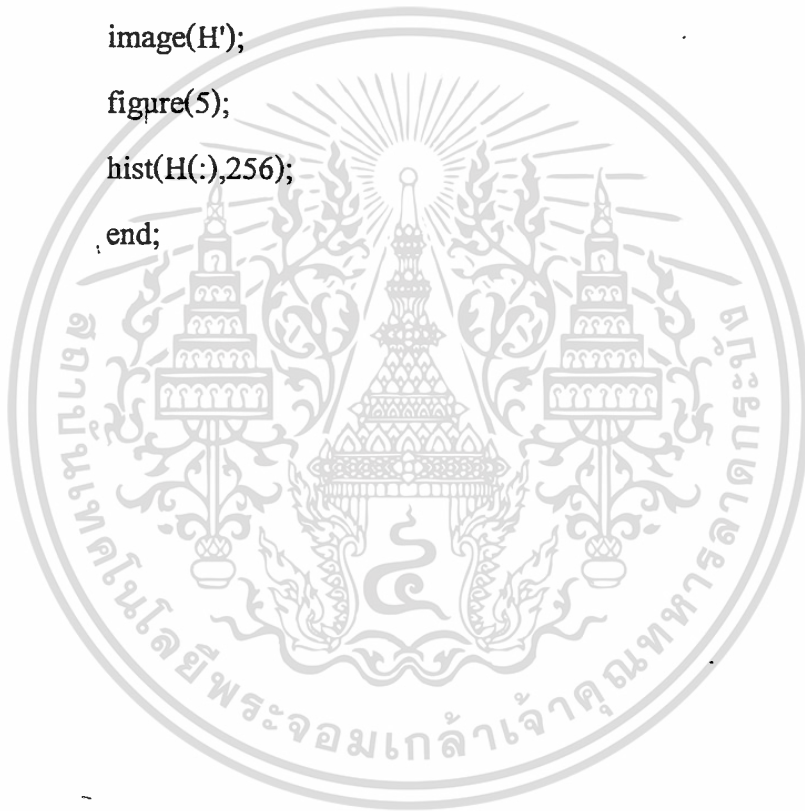 image(H');
figure(5);
hist(H(:),256);
end;
สถาบันเทคโนโลยีพระจอมเกล้าเจ้าคุณทหารลาดกระบัง